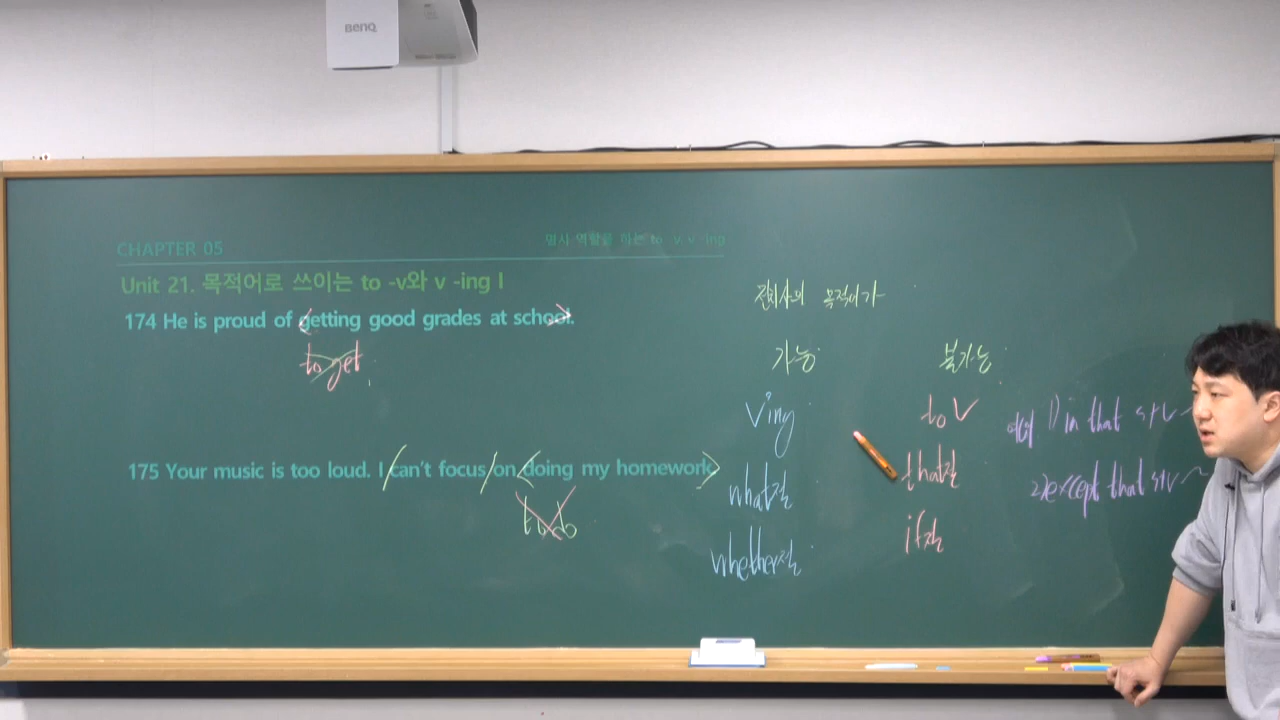 BenQ
CHAPTER 05
명사 역할을 하는 to -v v -ing
Unit 21. 목적어로 쓰이는 to -v와 v -ing I
174 He is proud of getting good grades at school.
to get
175 Your music is too loud. I can't focus on doing my homework.
to do
전치사의 목적어가
가능
불가능
Ving
to V
what절
that절
whether절
if절
예외 1) in that S+V
2) except that S+V